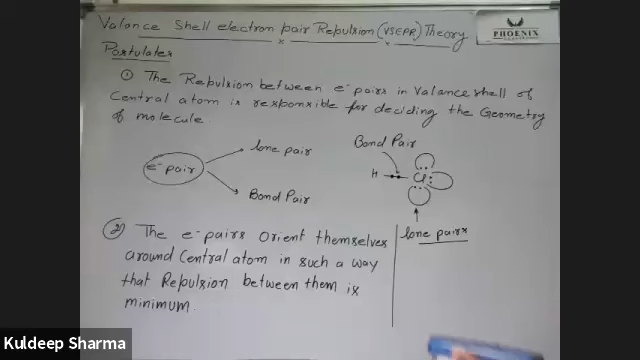 Valance Shell electron pair Repulsion (VSEPR) Theory
PHOENIX
Postulates
① The Repulsion between e⁻ pairs in Valance shell of
Central atom is responsible for deciding the Geometry
of molecule.
e⁻ pair
lone pair
Bond Pair
Bond Pair
H
Cl
lone pairs
② The e⁻ pairs orient themselves
around Central atom in such a way
that Repulsion between them is
minimum
Kuldeep Sharma